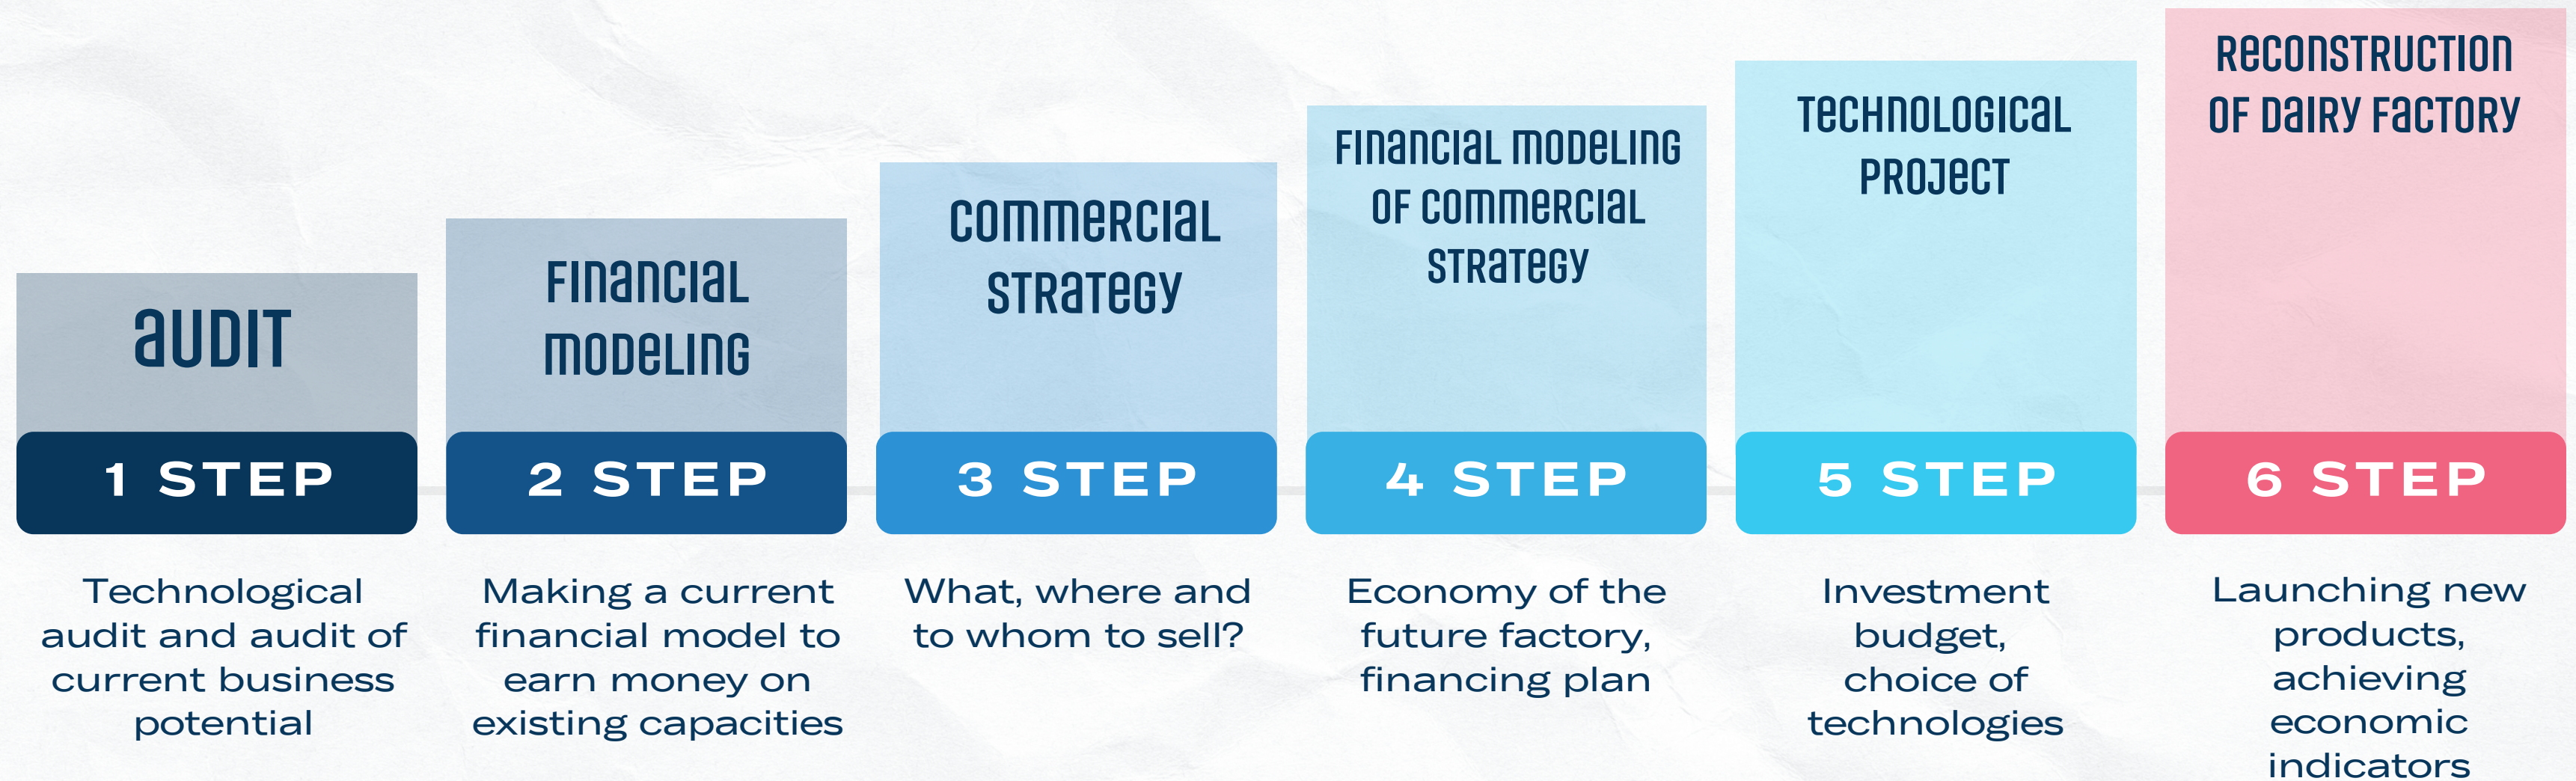 AUDIT
1 STEP
Technological
audit and audit of
current business
potential
FINANCIAL
MODELING
2 STEP
Making a current
financial model to
earn money on
existing capacities
COMMERCIAL
STRATEGY
3 STEP
What, where and
to whom to sell?
FINANCIAL MODELING
OF COMMERCIAL
STRATEGY
4 STEP
Economy of the
future factory,
financing plan
TECHNOLOGICAL
PROJECT
5 STEP
Investment
budget,
choice of
technologies
RECONSTRUCTION
OF DAIRY FACTORY
6 STEP
Launching new
products,
achieving
economic
indicators